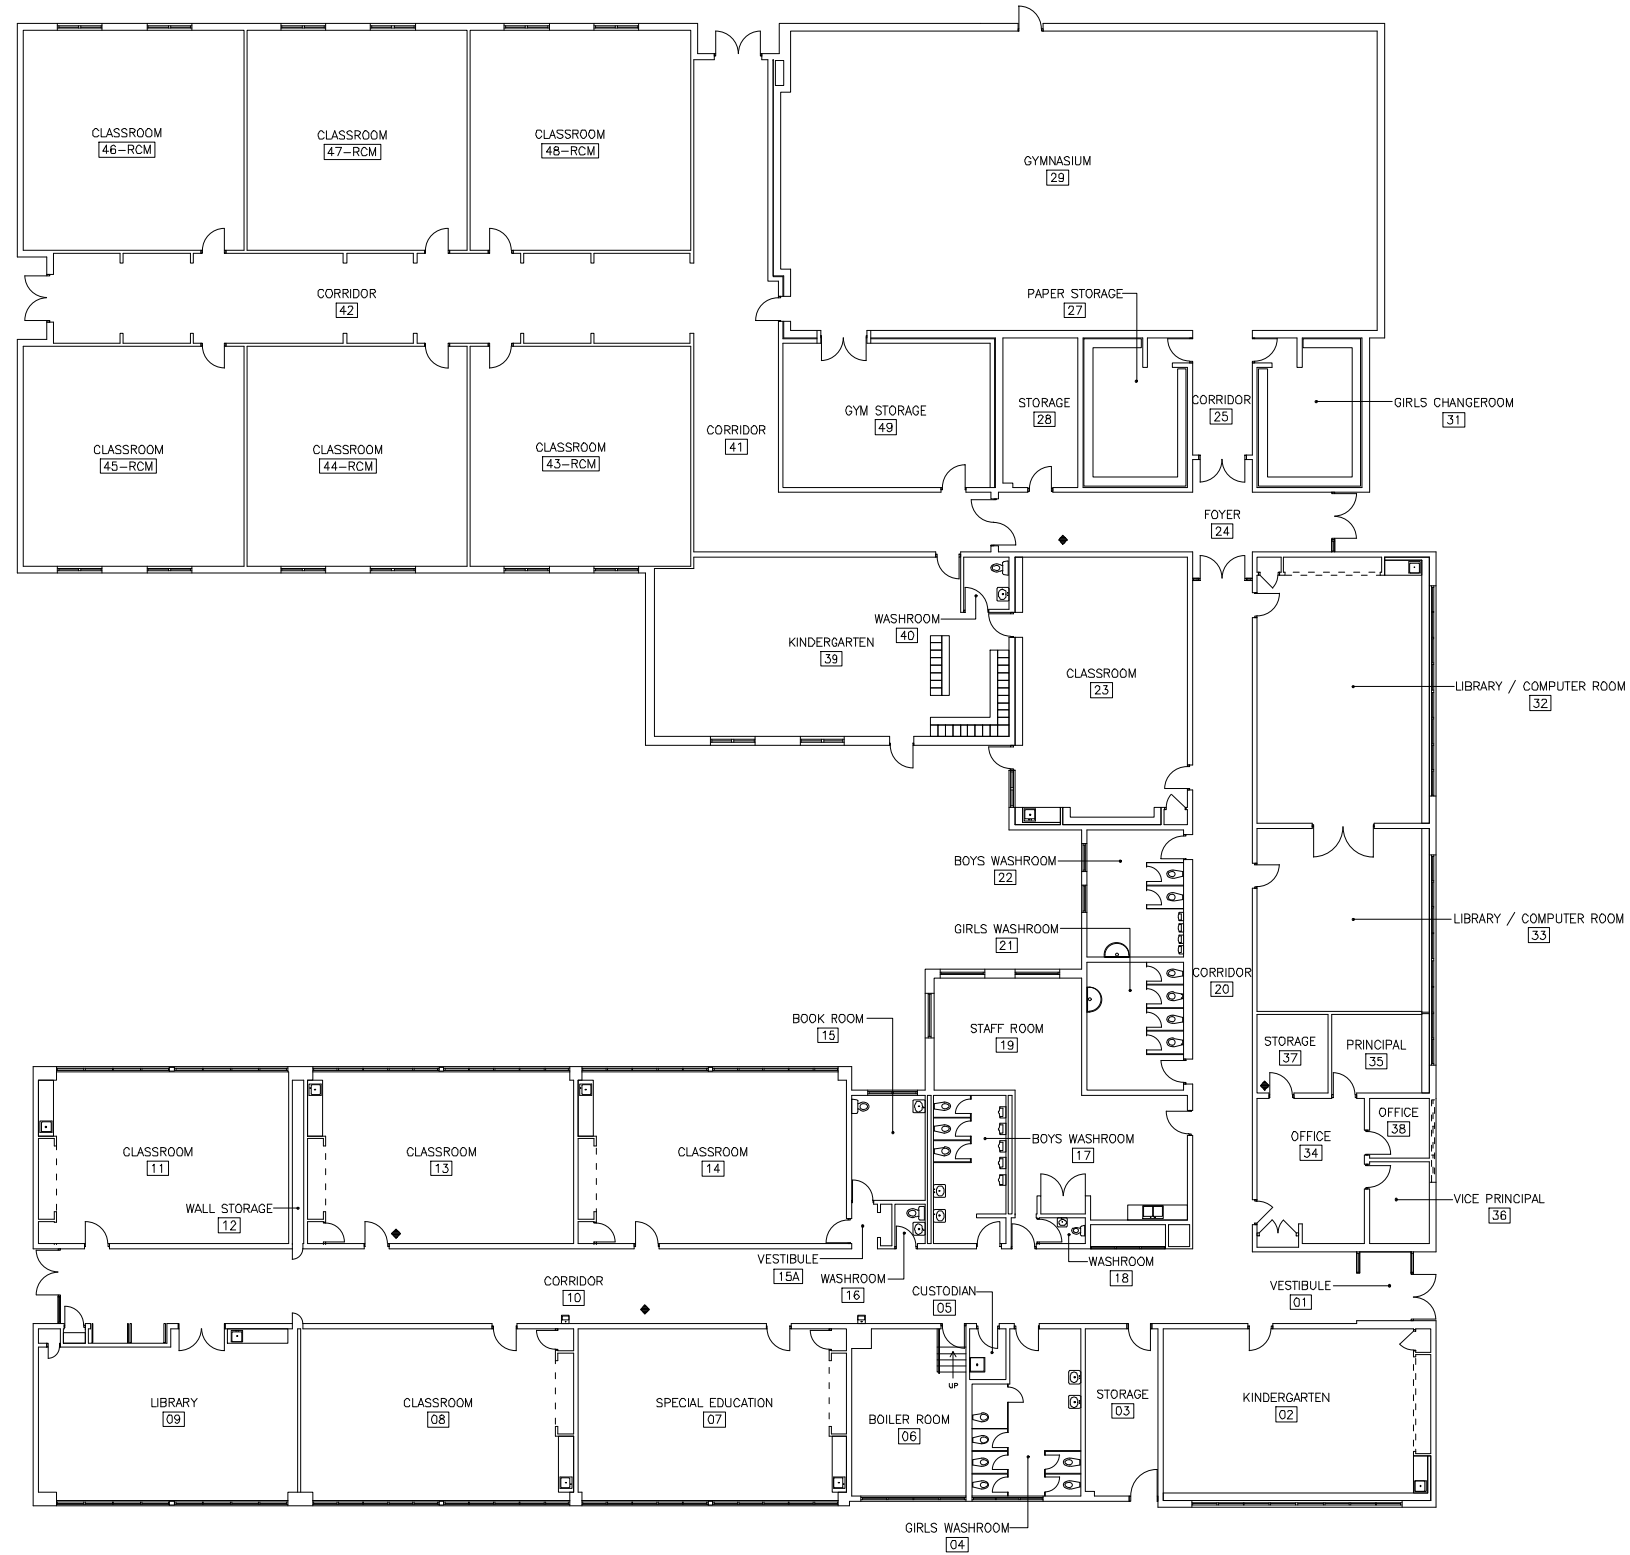 CLASSROOM
46-RCM
CLASSROOM
47-RCM
CLASSROOM
48-RCM
GYMNASIUM
29
CORRIDOR
42
PAPER STORAGE
27
CLASSROOM
45-RCM
CLASSROOM
44-RCM
CLASSROOM
43-RCM
CORRIDOR
41
GYM STORAGE
49
STORAGE
28
CORRIDOR
25
GIRLS CHANGEROOM
31
FOYER
24
WASHROOM
40
KINDERGARTEN
39
CLASSROOM
23
LIBRARY / COMPUTER ROOM
32
BOYS WASHROOM
22
GIRLS WASHROOM
21
LIBRARY / COMPUTER ROOM
33
CORRIDOR
20
BOOK ROOM
15
STAFF ROOM
19
STORAGE
37
PRINCIPAL
35
OFFICE
38
OFFICE
34
CLASSROOM
11
CLASSROOM
13
CLASSROOM
14
BOYS WASHROOM
17
VICE PRINCIPAL
36
WALL STORAGE
12
VESTIBULE
15A
WASHROOM
16
WASHROOM
18
CORRIDOR
10
CUSTODIAN
05
VESTIBULE
01
UP
LIBRARY
09
CLASSROOM
08
SPECIAL EDUCATION
07
BOILER ROOM
06
STORAGE
03
KINDERGARTEN
02
GIRLS WASHROOM
04